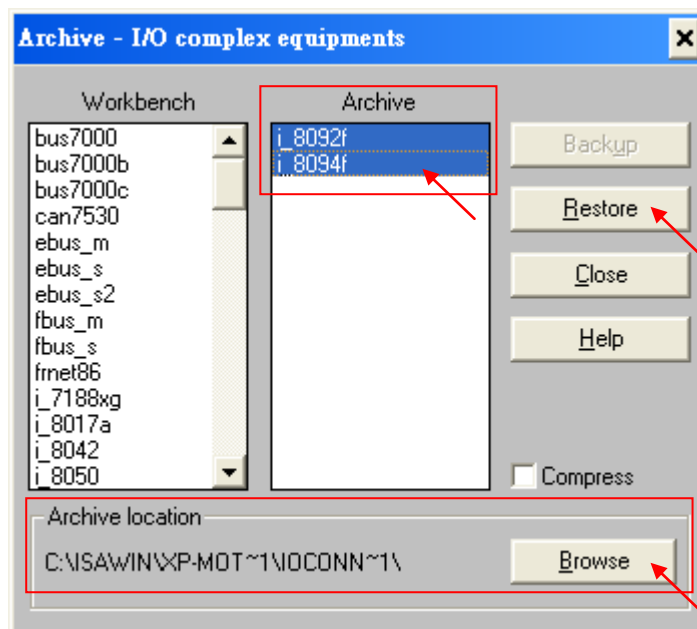 Archive - I/O complex equipments
Workbench
bus7000
bus7000b
bus7000c
can7530
ebus_m
ebus_s
ebus_s2
fbus_m
fbus_s
frnet86
i_7188xg
i_8017a
i_8042
i_8050
Archive
i_8092f
i_8094f
Backup
Restore
Close
Help
Compress
Archive location
C:\ISAWIN\XP-MOT~1\IOCONN~1\
Browse